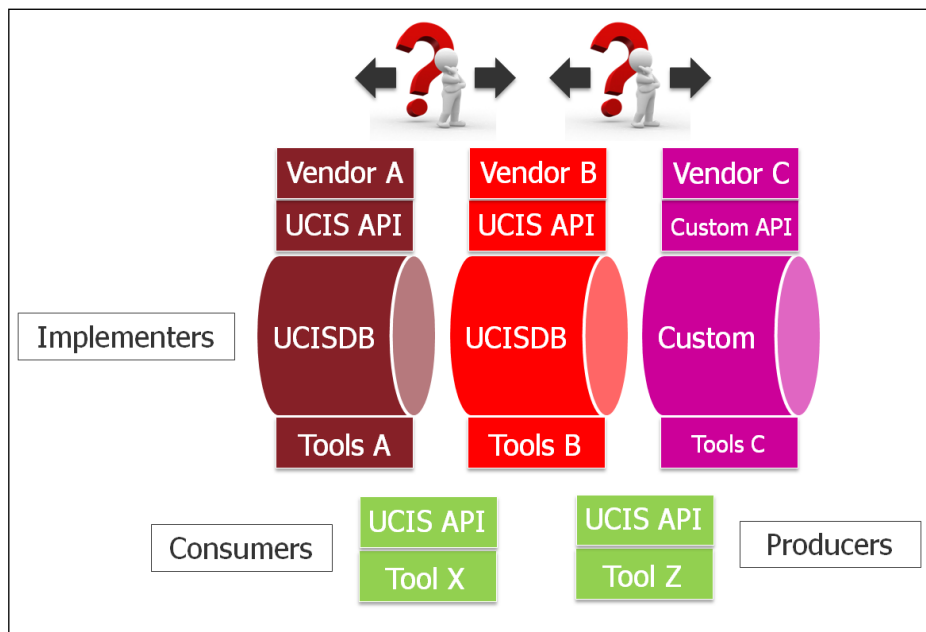 Vendor A
Vendor B
Vendor C
UCIS API
UCIS API
Custom API
Implementers
UCISDB
UCISDB
Custom
Tools A
Tools B
Tools C
Consumers
UCIS API
Tool X
UCIS API
Tool Z
Producers